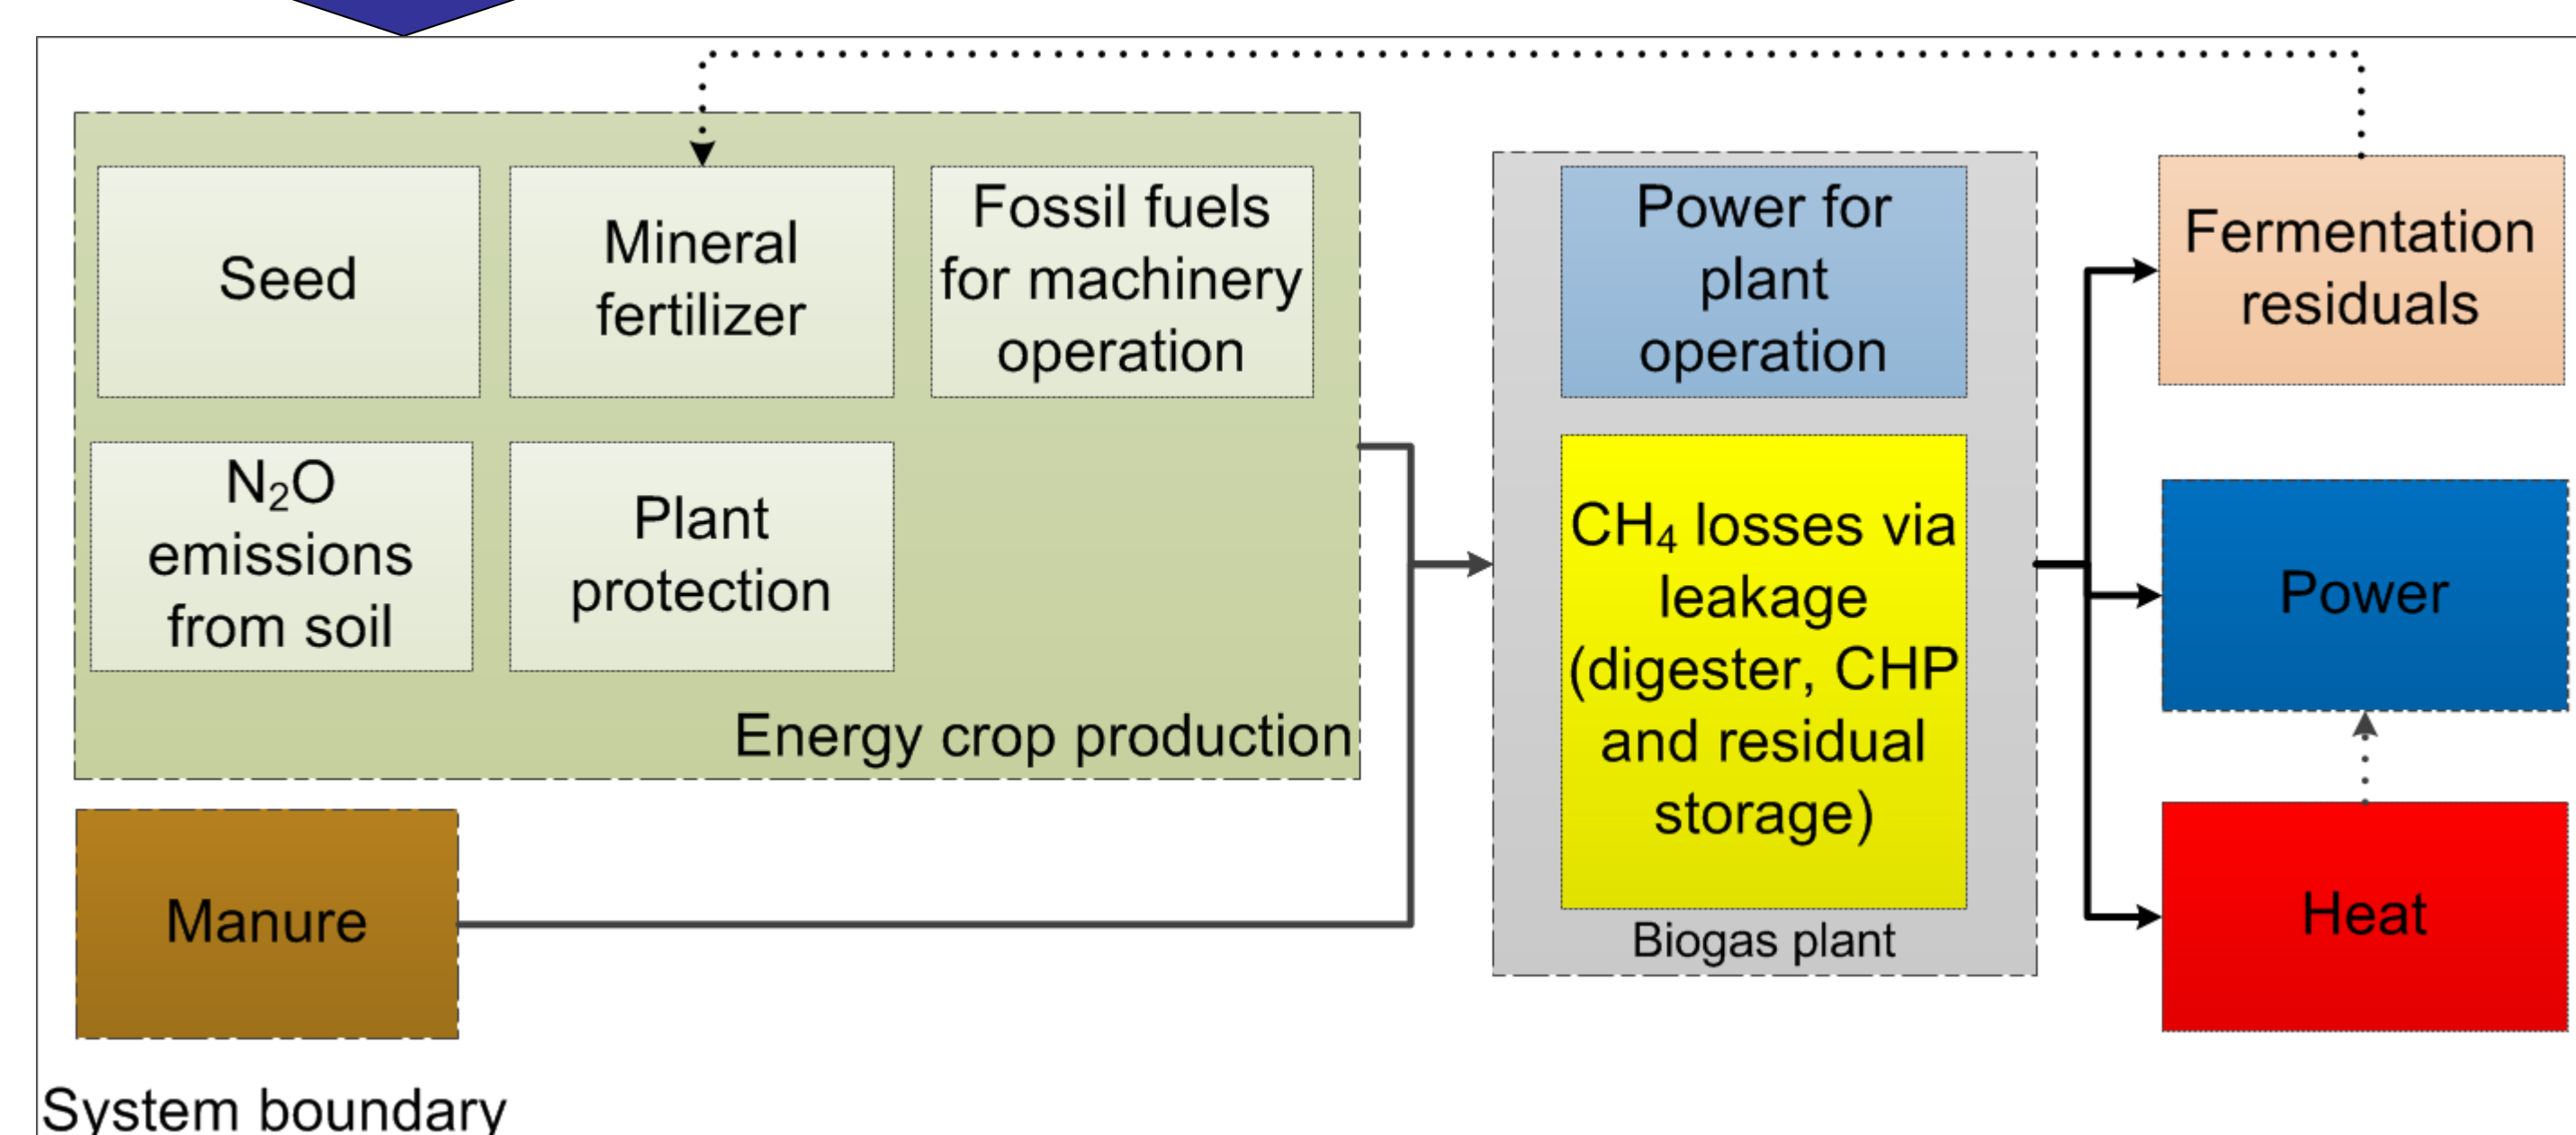 Seed
Mineral
fertilizer
Fossil fuels
for machinery
operation
N₂O
emissions
from soil
Plant
protection
Energy crop production
Manure
Power for
plant
operation
CH₄ losses via
leakage
(digester, CHP
and residual
storage)
Biogas plant
Fermentation
residuals
Power
Heat
System boundary